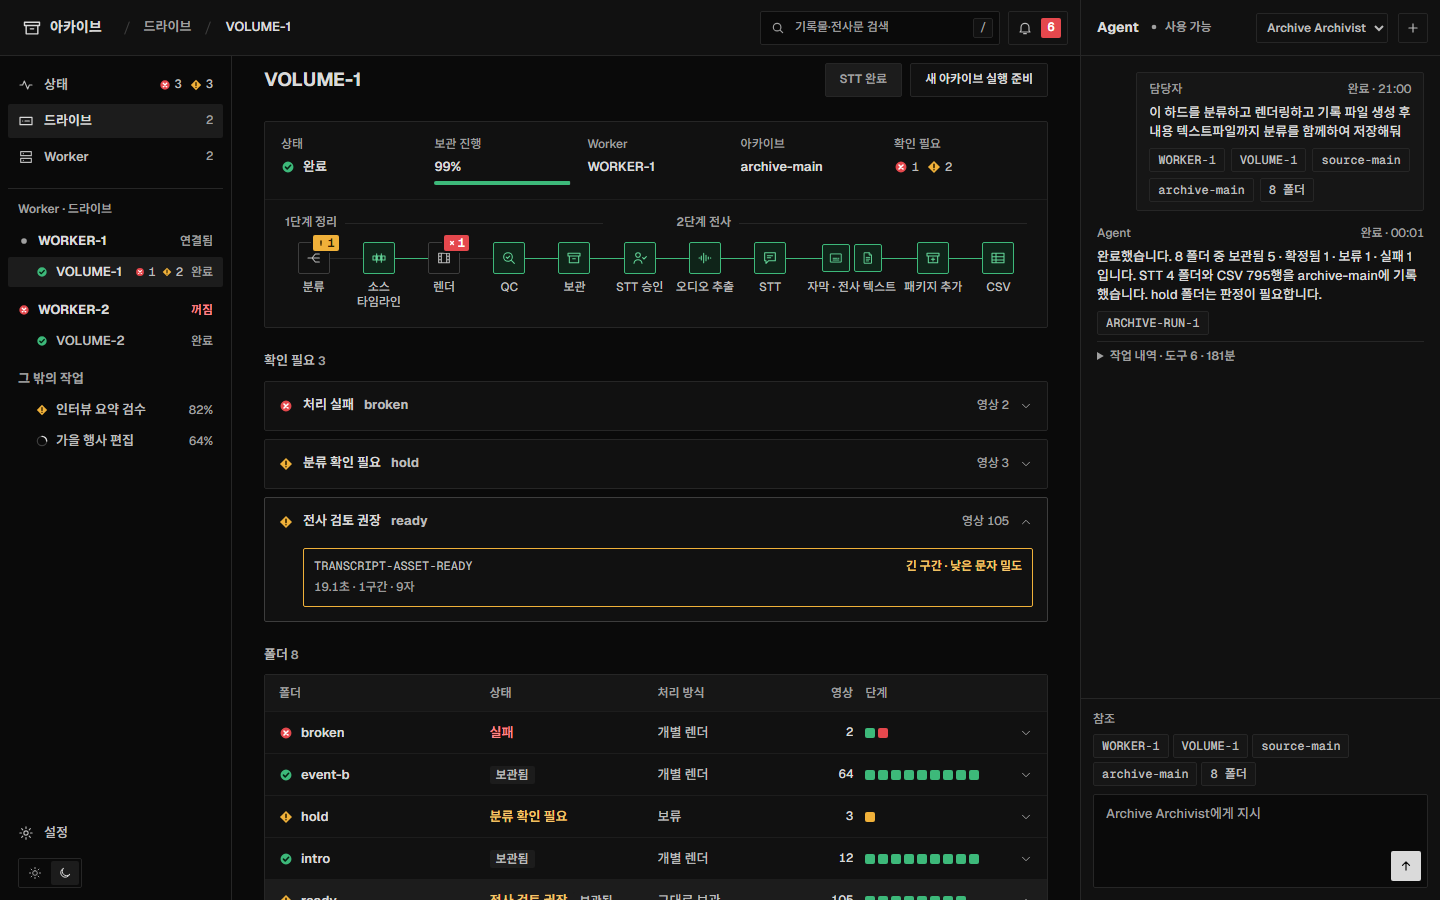 아카이브 / 드라이브 / VOLUME-1
기록물·전사문 검색 /
6
Agent • 사용 가능
Archive Archivist
상태 3 3
드라이브 2
Worker 2
Worker · 드라이브
WORKER-1 연결됨
VOLUME-1 1 2 완료
WORKER-2 꺼짐
VOLUME-2 완료
그 밖의 작업
인터뷰 요약 검수 82%
가을 행사 편집 64%
설정
VOLUME-1
STT 완료
새 아카이브 실행 준비
상태
완료
보관 진행
99%
Worker
WORKER-1
아카이브
archive-main
확인 필요
1 2
1단계 정리
2단계 전사
1
1
분류
소스
타임라인
렌더
QC
보관
STT 승인
오디오 추출
STT
자막 · 전사 텍스트
패키지 추가
CSV
확인 필요 3
처리 실패 broken 영상 2
분류 확인 필요 hold 영상 3
전사 검토 권장 ready 영상 105
TRANSCRIPT-ASSET-READY 긴 구간 · 낮은 문자 밀도
19.1초 · 1구간 · 9자
폴더 8
폴더 상태 처리 방식 영상 단계
broken 실패 개별 렌더 2
event-b 보관됨 개별 렌더 64
hold 분류 확인 필요 보류 3
intro 보관됨 개별 렌더 12
ready 전사 검토 권장 보관됨 그대로 보관 105
담당자 완료 · 21:00
이 하드를 분류하고 렌더링하고 기록 파일 생성 후
내용 텍스트파일까지 분류를 함께하여 저장해둬
WORKER-1 VOLUME-1 source-main
archive-main 8 폴더
Agent 완료 · 00:01
완료했습니다. 8 폴더 중 보관됨 5 · 확정됨 1 · 보류 1 · 실패 1
입니다. STT 4 폴더와 CSV 795행을 archive-main에 기록
했습니다. hold 폴더는 판정이 필요합니다.
ARCHIVE-RUN-1
작업 내역 · 도구 6 · 181분
참조
WORKER-1 VOLUME-1 source-main
archive-main 8 폴더
Archive Archivist에게 지시